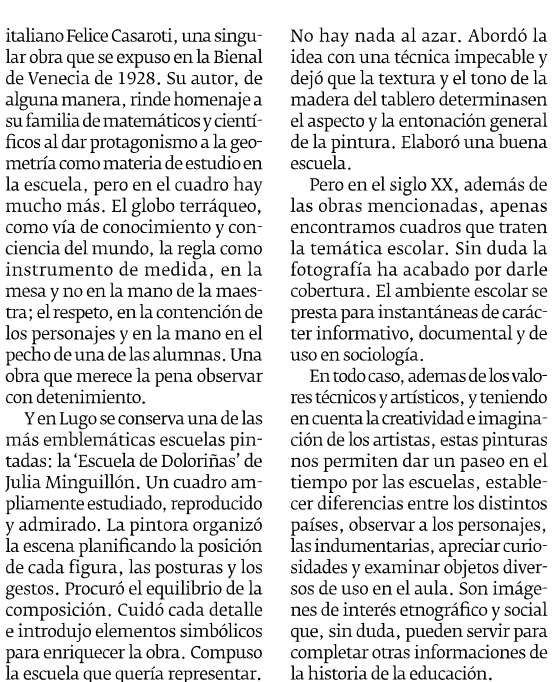 italiano Felice Casaroti, una singu-
lar obra que se expuso en la Bienal
de Venecia de 1928. Su autor, de
alguna manera, rinde homenaje a
su familia de matemáticos y cientí-
ficos al dar protagonismo a la geo-
metría como materia de estudio en
la escuela, pero en el cuadro hay
mucho más. El globo terráqueo,
como vía de conocimiento y con-
ciencia del mundo, la regla como
instrumento de medida, en la
mesa y no en la mano de la maes-
tra; el respeto, en la contención de
los personajes y en la mano en el
pecho de una de las alumnas. Una
obra que merece la pena observar
con detenimiento.
Y en Lugo se conserva una de las
más emblemáticas escuelas pin-
tadas: la ‘Escuela de Doloriñas’ de
Julia Minguillón. Un cuadro am-
pliamente estudiado, reproducido
y admirado. La pintora organizó
la escena planificando la posición
de cada figura, las posturas y los
gestos. Procuró el equilibrio de la
composición. Cuidó cada detalle
e introdujo elementos simbólicos
para enriquecer la obra. Compuso
la escuela que quería representar.
No hay nada al azar. Abordó la
idea con una técnica impecable y
dejó que la textura y el tono de la
madera del tablero determinasen
el aspecto y la entonación general
de la pintura. Elaboró una buena
escuela.
Pero en el siglo XX, además de
las obras mencionadas, apenas
encontramos cuadros que traten
la temática escolar. Sin duda la
fotografía ha acabado por darle
cobertura. El ambiente escolar se
presta para instantáneas de carác-
ter informativo, documental y de
uso en sociología.
En todo caso, ademas de los valo-
res técnicos y artísticos, y teniendo
en cuenta la creatividad e imagina-
ción de los artistas, estas pinturas
nos permiten dar un paseo en el
tiempo por las escuelas, estable-
cer diferencias entre los distintos
países, observar a los personajes,
las indumentarias, apreciar curio-
sidades y examinar objetos diver-
sos de uso en el aula. Son imáge-
nes de interés etnográfico y social
que, sin duda, pueden servir para
completar otras informaciones de
la historia de la educación.